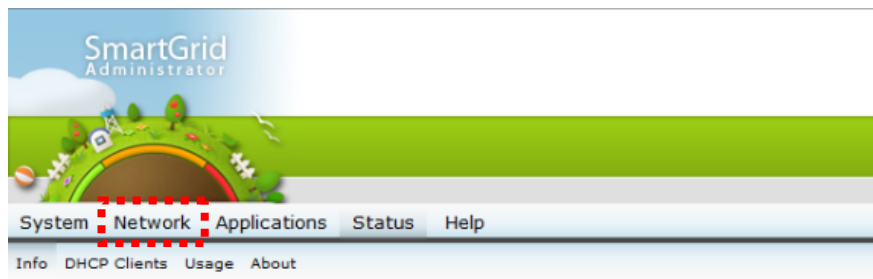 SmartGrid
Administrator
System Network Applications Status Help
Info DHCP Clients Usage About